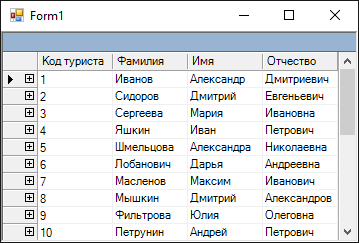 Form1
Код туриста Фамилия Имя Отчество
1 Иванов Александр Дмитриевич
2 Сидоров Дмитрий Евгеньевич
3 Сергеева Мария Ивановна
4 Яшкин Иван Петрович
5 Шмельцова Александра Николаевна
6 Лобанович Дарья Андреевна
7 Масленов Максим Иванович
8 Мышкин Дмитрий Александров
9 Фильтрова Юлия Олеговна
10 Петрунин Андрей Петрович